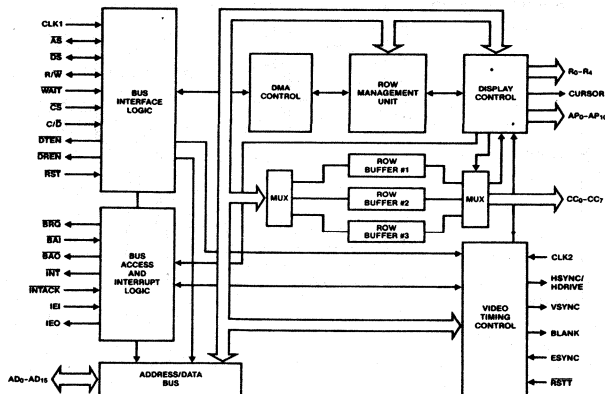 CLK1
AS
DS
R/W
WAIT
CS
C/D
DTEN
DREN
RST
BUS
INTERFACE
LOGIC
DMA
CONTROL
ROW
MANAGEMENT
UNIT
DISPLAY
CONTROL
R0–R4
CURSOR
AP0–AP10
MUX
ROW
BUFFER #1
ROW
BUFFER #2
ROW
BUFFER #3
MUX
CC0–CC7
BRQ
BAI
BAO
INT
INTACK
IEI
IEO
BUS
ACCESS
AND
INTERRUPT
LOGIC
VIDEO
TIMING
CONTROL
CLK2
HSYNC/
HDRIVE
VSYNC
BLANK
ESYNC
RSTT
AD0–AD15
ADDRESS/DATA
BUS